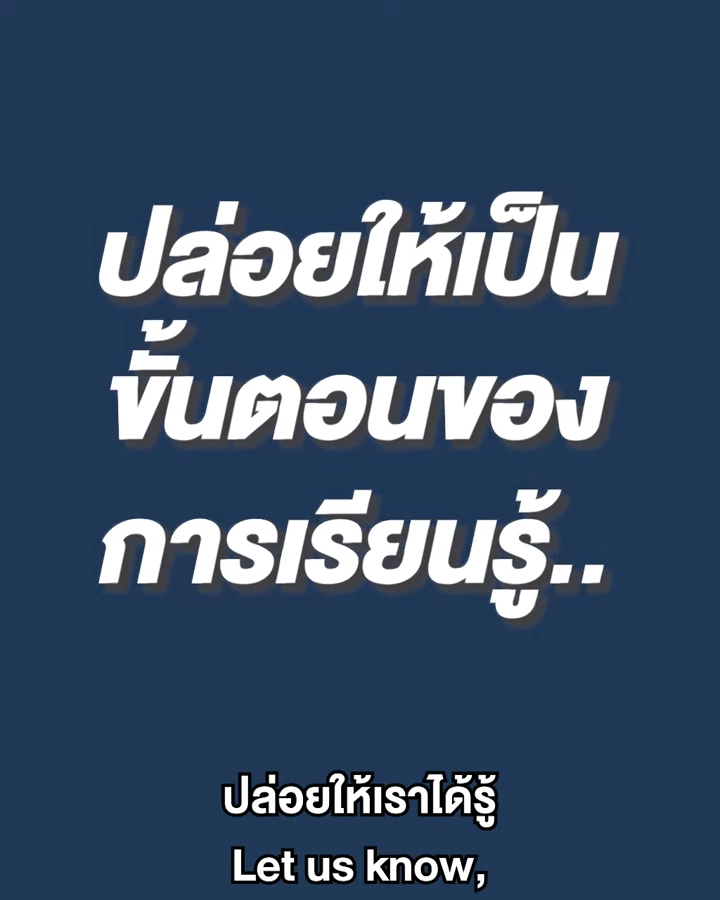 ปล่อยให้เป็น
ขั้นตอนของ
การเรียนรู้..
ปล่อยให้เราได้รู้
Let us know,